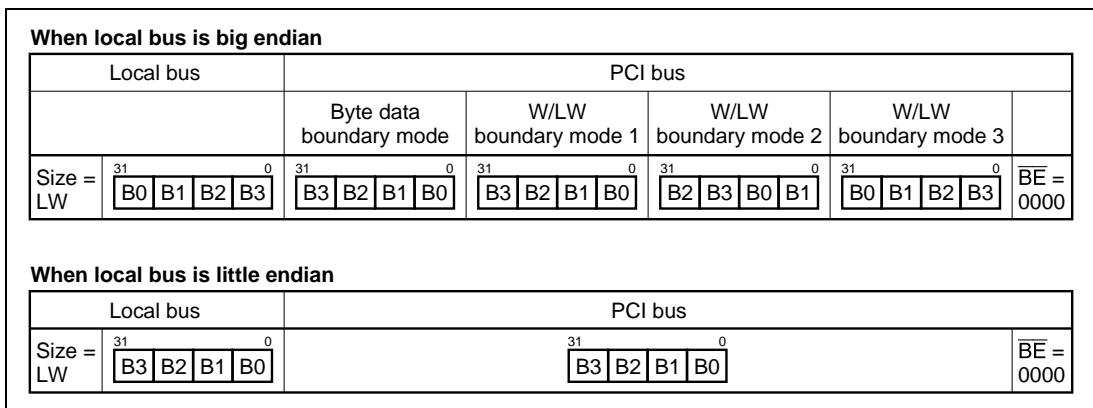 When local bus is big endian
Local bus PCI bus
Byte data boundary mode W/LW boundary mode 1 W/LW boundary mode 2 W/LW boundary mode 3
31 0 31 0 31 0 31 0 31 0
Size = LW B0 B1 B2 B3 B3 B2 B1 B0 B3 B2 B1 B0 B2 B3 B0 B1 B0 B1 B2 B3 B̅E̅ = 0000
When local bus is little endian
Local bus PCI bus
31 0 31 0
Size = LW B3 B2 B1 B0 B3 B2 B1 B0 B̅E̅ = 0000